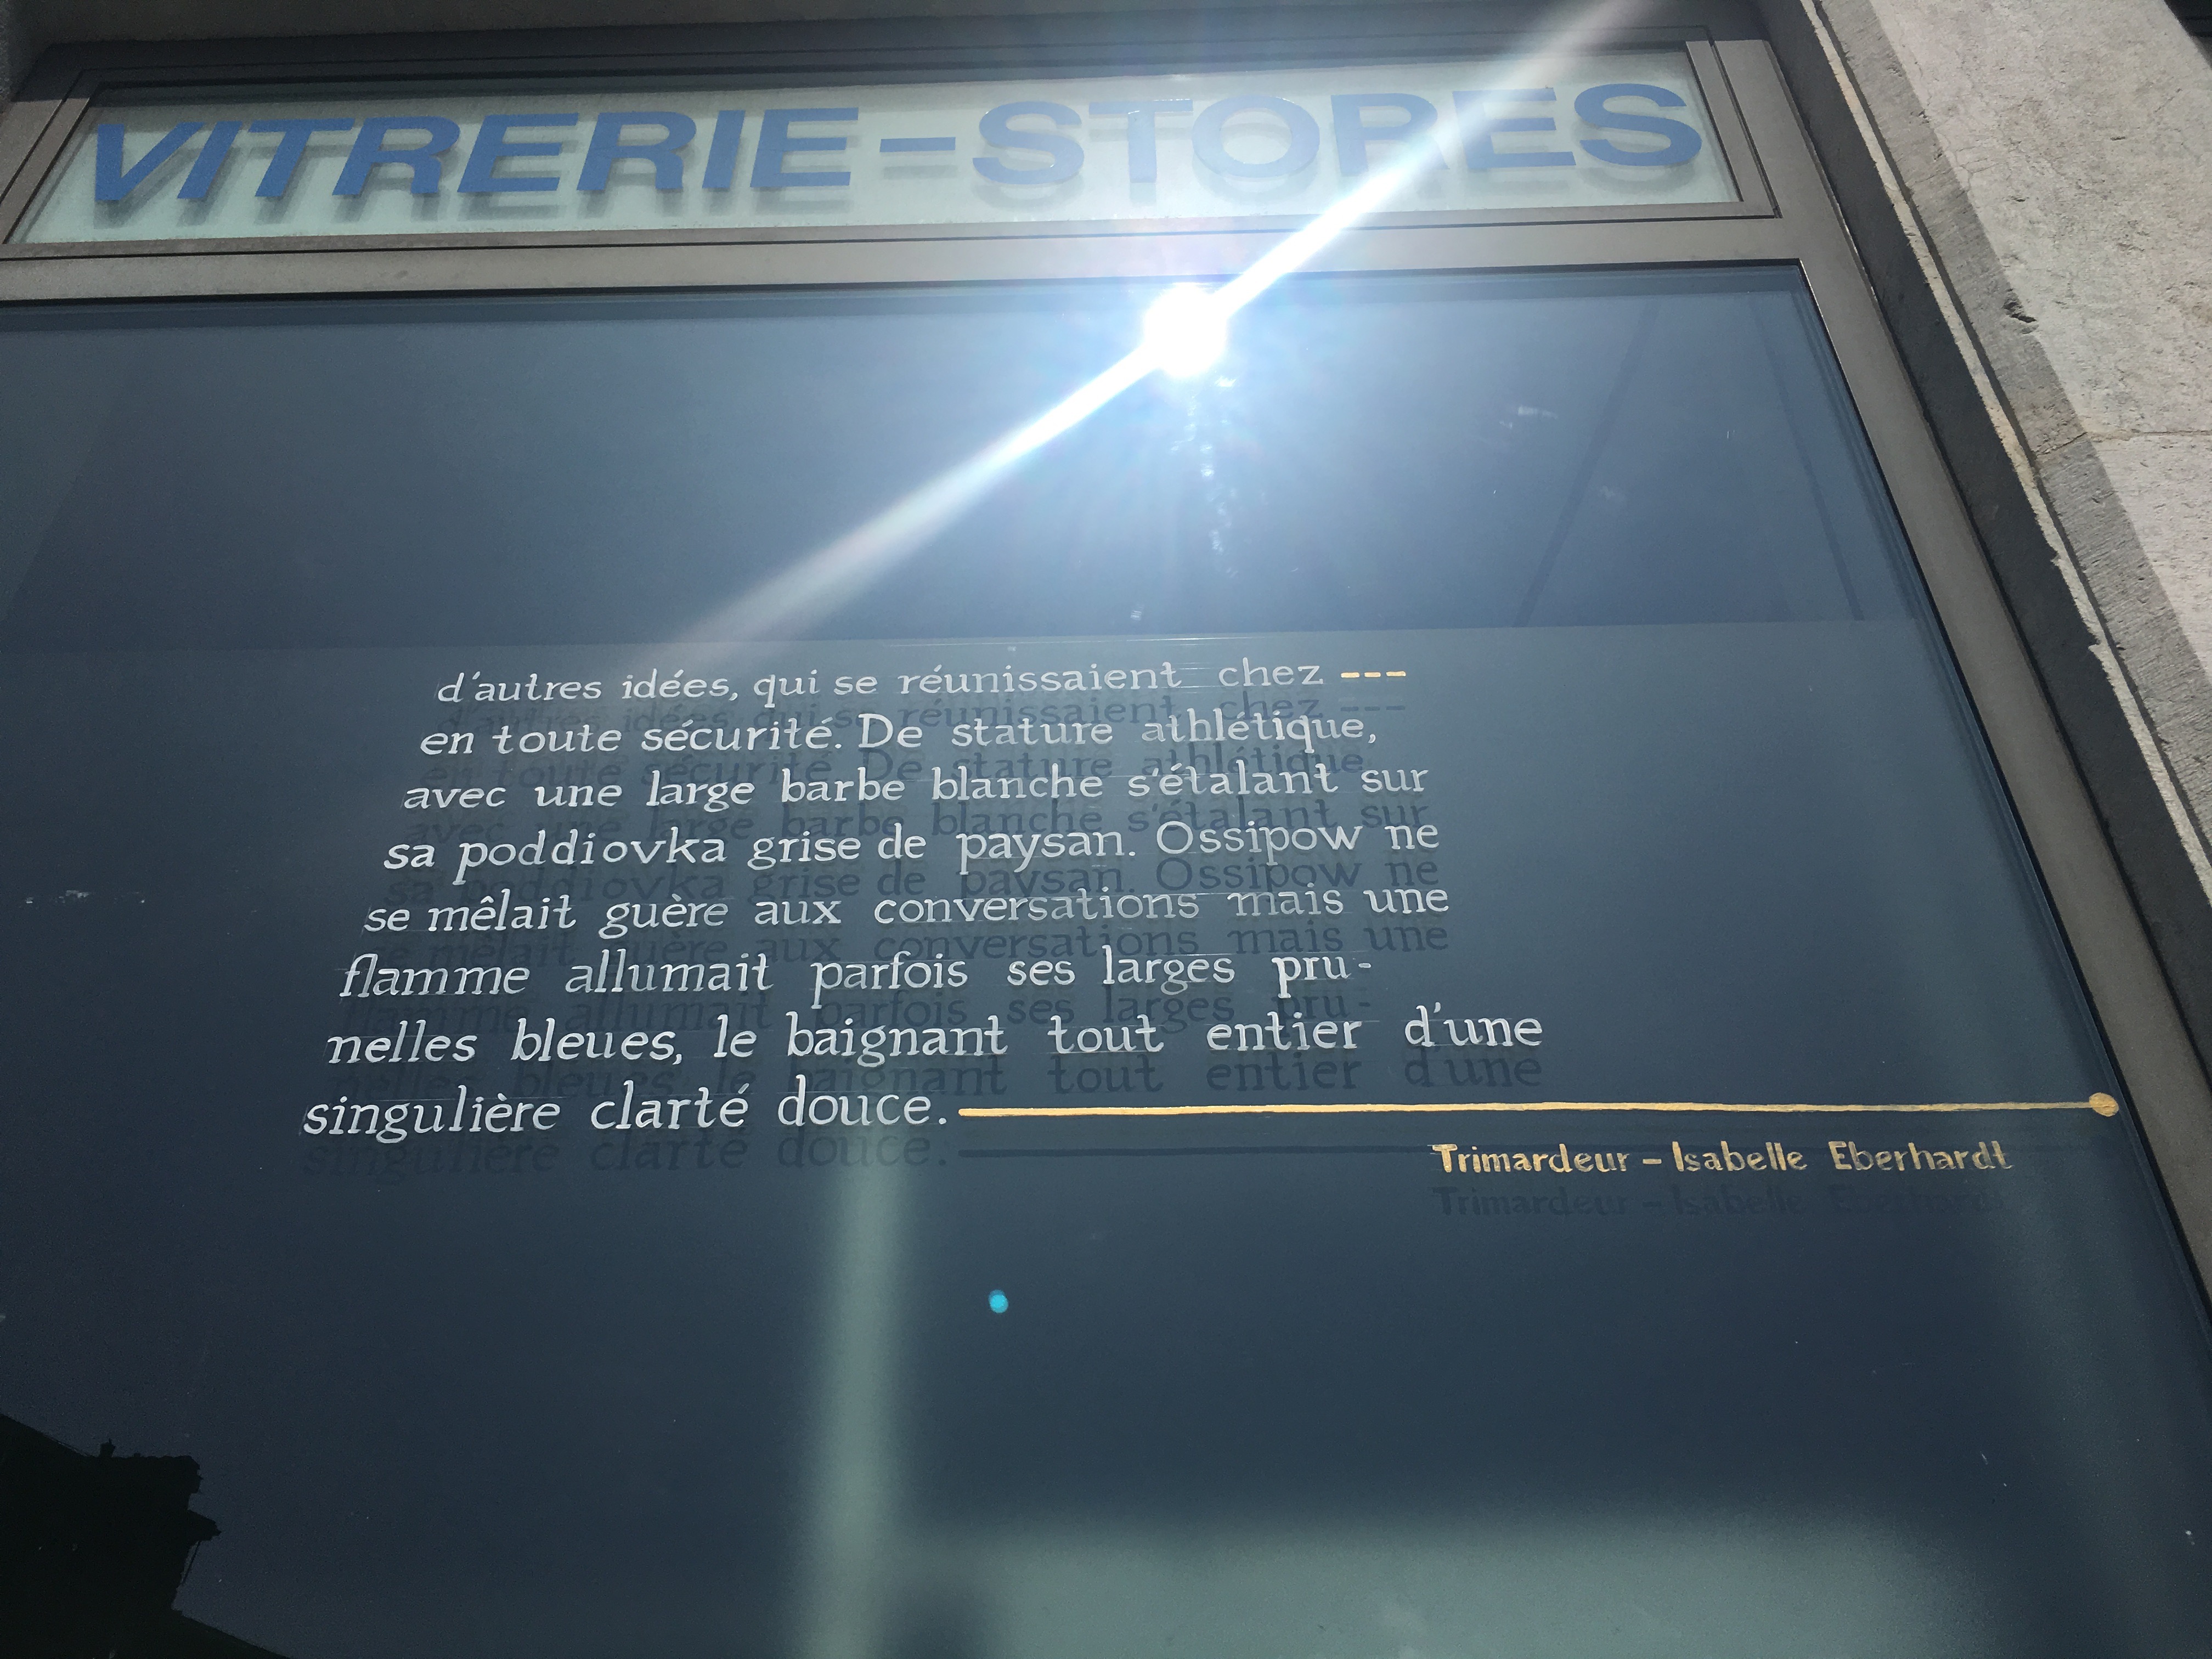 VITRERIE - STORES
d'autres idées, qui se réunissaient chez ---
en toute sécurité. De stature athlétique,
avec une large barbe blanche s'étalant sur
sa poddiovka grise de paysan. Ossipow ne
se mêlait guère aux conversations mais une
flamme allumait parfois ses larges pru-
nelles bleues, le baignant tout entier d'une
singulière clarté douce.
Trimardeur - Isabelle Eberhardt